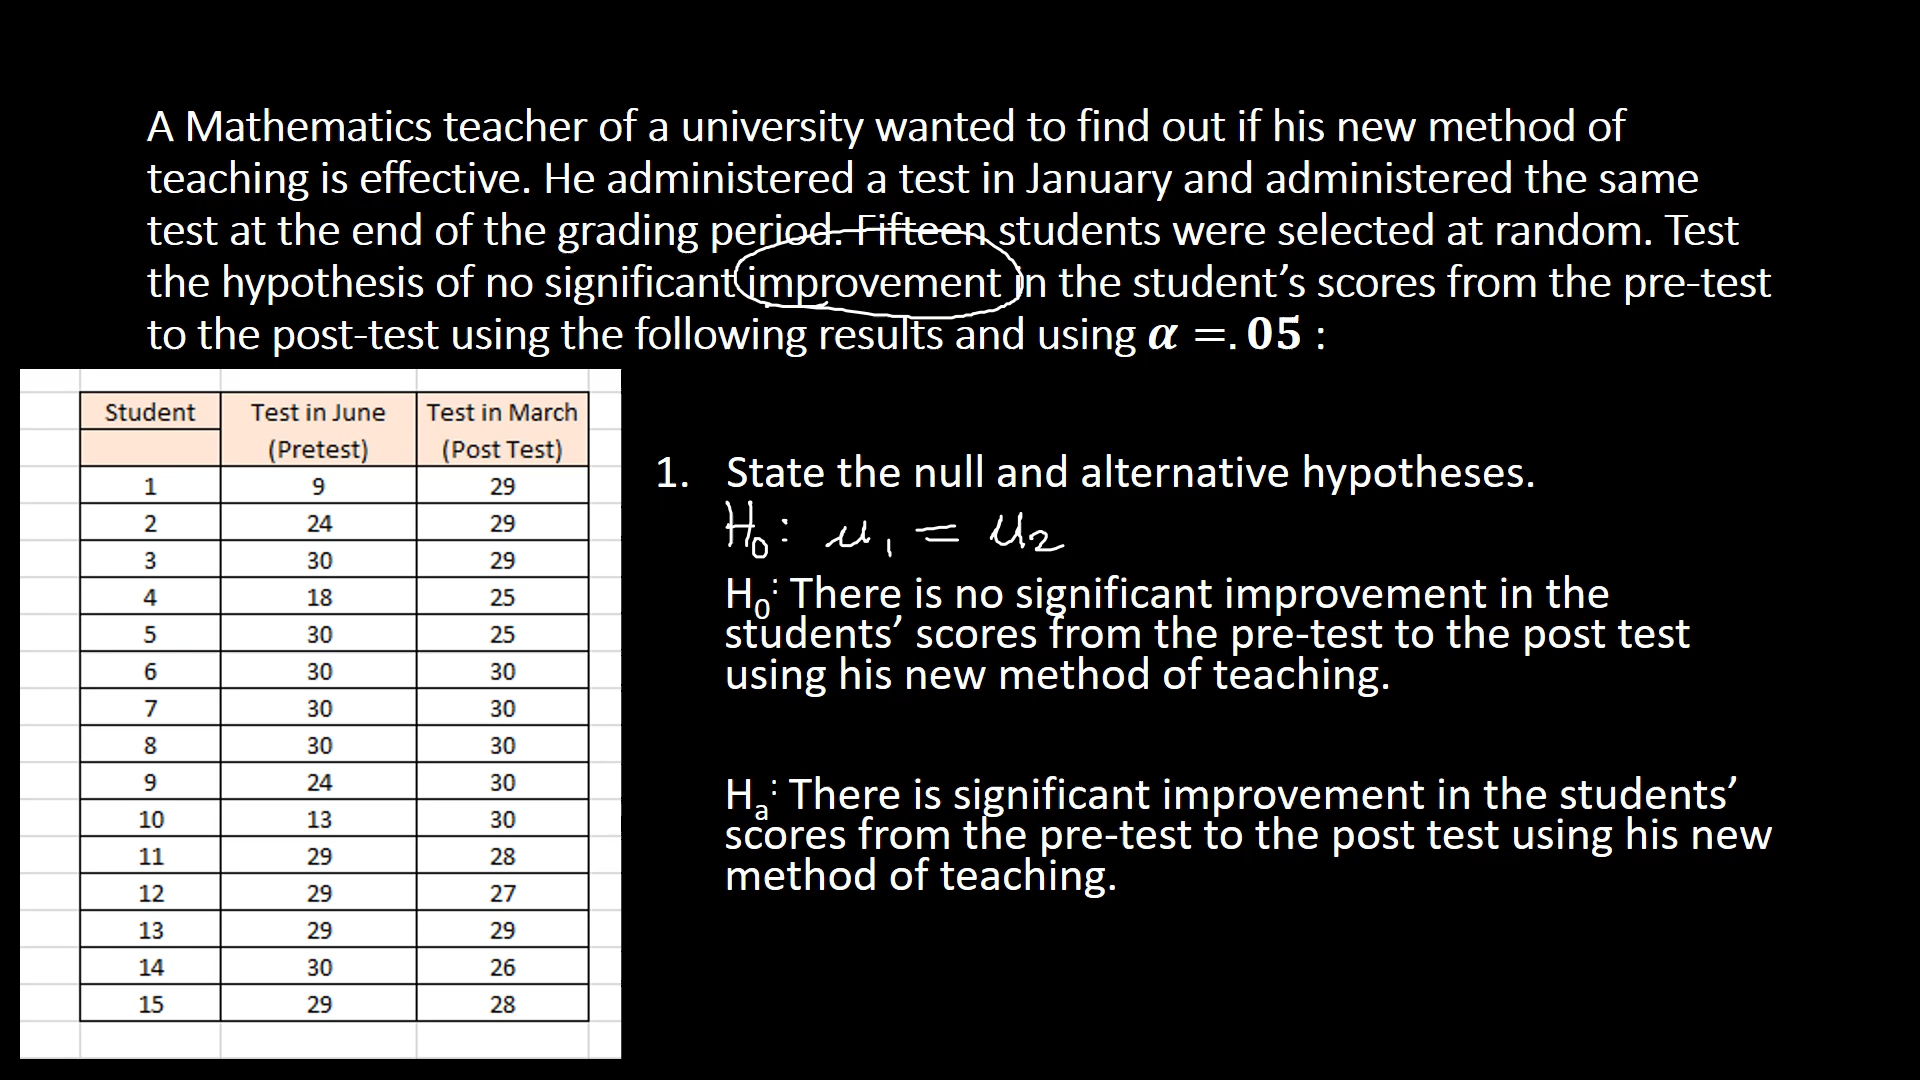 A Mathematics teacher of a university wanted to find out if his new method of
teaching is effective. He administered a test in January and administered the same
test at the end of the grading period. Fifteen students were selected at random. Test
the hypothesis of no significant improvement in the student’s scores from the pre-test
to the post-test using the following results and using α =. 05 :
Student Test in June Test in March
(Pretest) (Post Test)
1 9 29
2 24 29
3 30 29
4 18 25
5 30 25
6 30 30
7 30 30
8 30 30
9 24 30
10 13 30
11 29 28
12 29 27
13 29 29
14 30 26
15 29 28
1. State the null and alternative hypotheses.
H₀: μ₁ = μ₂
H₀: There is no significant improvement in the
students’ scores from the pre-test to the post test
using his new method of teaching.
Hₐ: There is significant improvement in the students’
scores from the pre-test to the post test using his new
method of teaching.